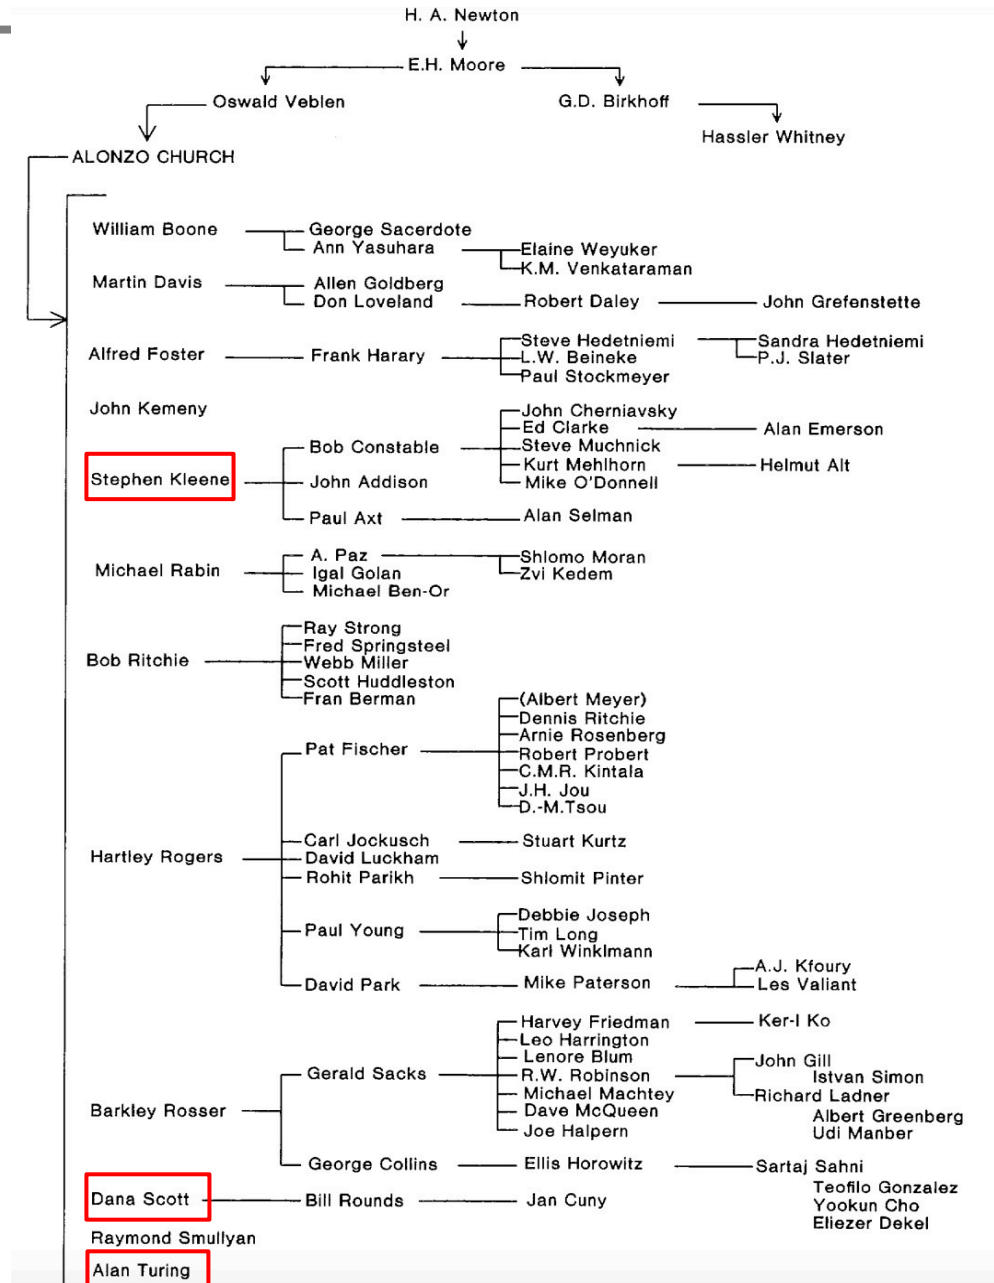 H. A. Newton
E.H. Moore
Oswald Veblen
G.D. Birkhoff
Hassler Whitney
ALONZO CHURCH
William Boone
George Sacerdote
Ann Yasuhara
Elaine Weyuker
K.M. Venkataraman
Martin Davis
Allen Goldberg
Don Loveland
Robert Daley
John Grefenstette
Alfred Foster
Frank Harary
Steve Hedetniemi
L.W. Beineke
Paul Stockmeyer
Sandra Hedetniemi
P.J. Slater
John Kemeny
Stephen Kleene
Bob Constable
John Addison
Paul Axt
John Cherniavsky
Ed Clarke
Steve Muchnick
Kurt Mehlhorn
Mike O'Donnell
Alan Emerson
Helmut Alt
Alan Selman
Michael Rabin
A. Paz
Igal Golan
Michael Ben-Or
Shlomo Moran
Zvi Kedem
Bob Ritchie
Ray Strong
Fred Springsteel
Webb Miller
Scott Huddleston
Fran Berman
Hartley Rogers
Pat Fischer
(Albert Meyer)
Dennis Ritchie
Arnie Rosenberg
Robert Probert
C.M.R. Kintala
J.H. Jou
D.-M.Tsou
Carl Jockusch
Stuart Kurtz
David Luckham
Rohit Parikh
Shlomit Pinter
Paul Young
Debbie Joseph
Tim Long
Karl Winklmann
David Park
Mike Paterson
A.J. Kfoury
Les Valiant
Barkley Rosser
Gerald Sacks
Harvey Friedman
Leo Harrington
Lenore Blum
R.W. Robinson
Michael Machtey
Dave McQueen
Joe Halpern
Ker-I Ko
John Gill
Istvan Simon
Richard Ladner
Albert Greenberg
Udi Manber
George Collins
Ellis Horowitz
Sartaj Sahni
Teofilo Gonzalez
Yookun Cho
Eliezer Dekel
Dana Scott
Bill Rounds
Jan Cuny
Raymond Smullyan
Alan Turing